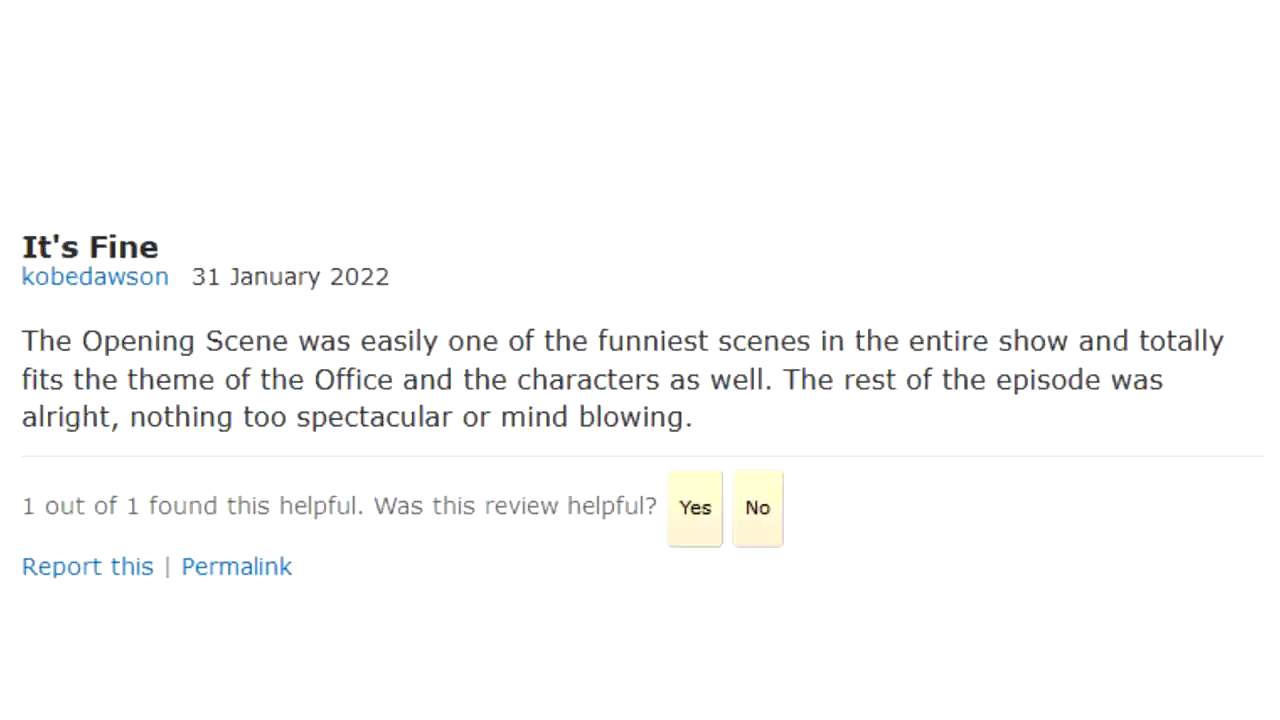 It's Fine
kobedawson 31 January 2022
The Opening Scene was easily one of the funniest scenes in the entire show and totally
fits the theme of the Office and the characters as well. The rest of the episode was
alright, nothing too spectacular or mind blowing.
1 out of 1 found this helpful. Was this review helpful? Yes No
Report this | Permalink